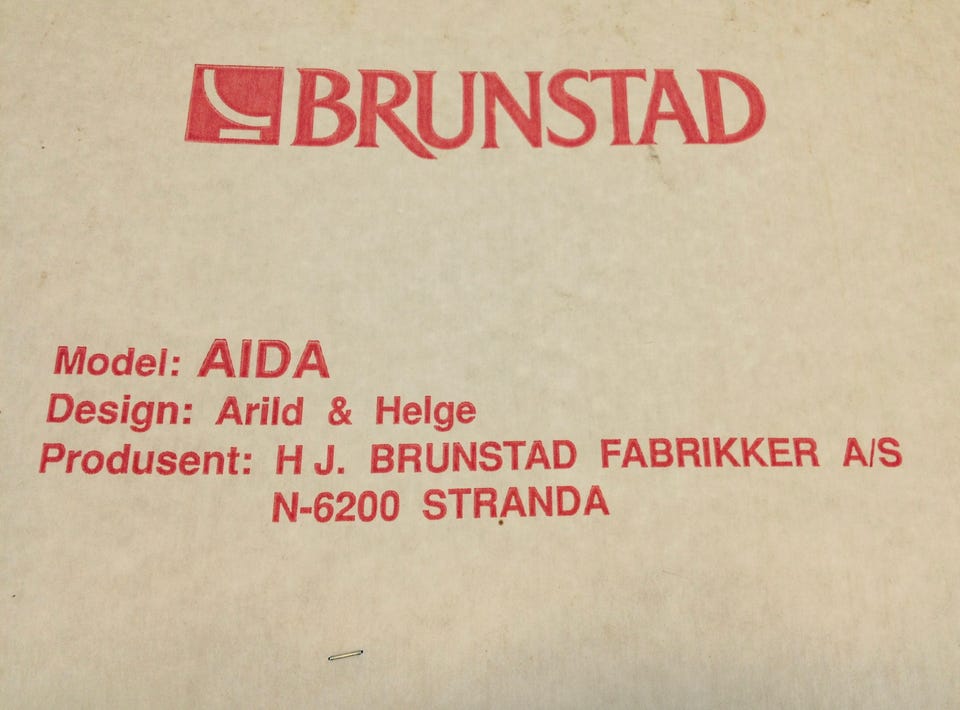 BRUNSTAD
Model: AIDA
Design: Arild & Helge
Produsent: H J. BRUNSTAD FABRIKKER A/S
N-6200 STRANDA